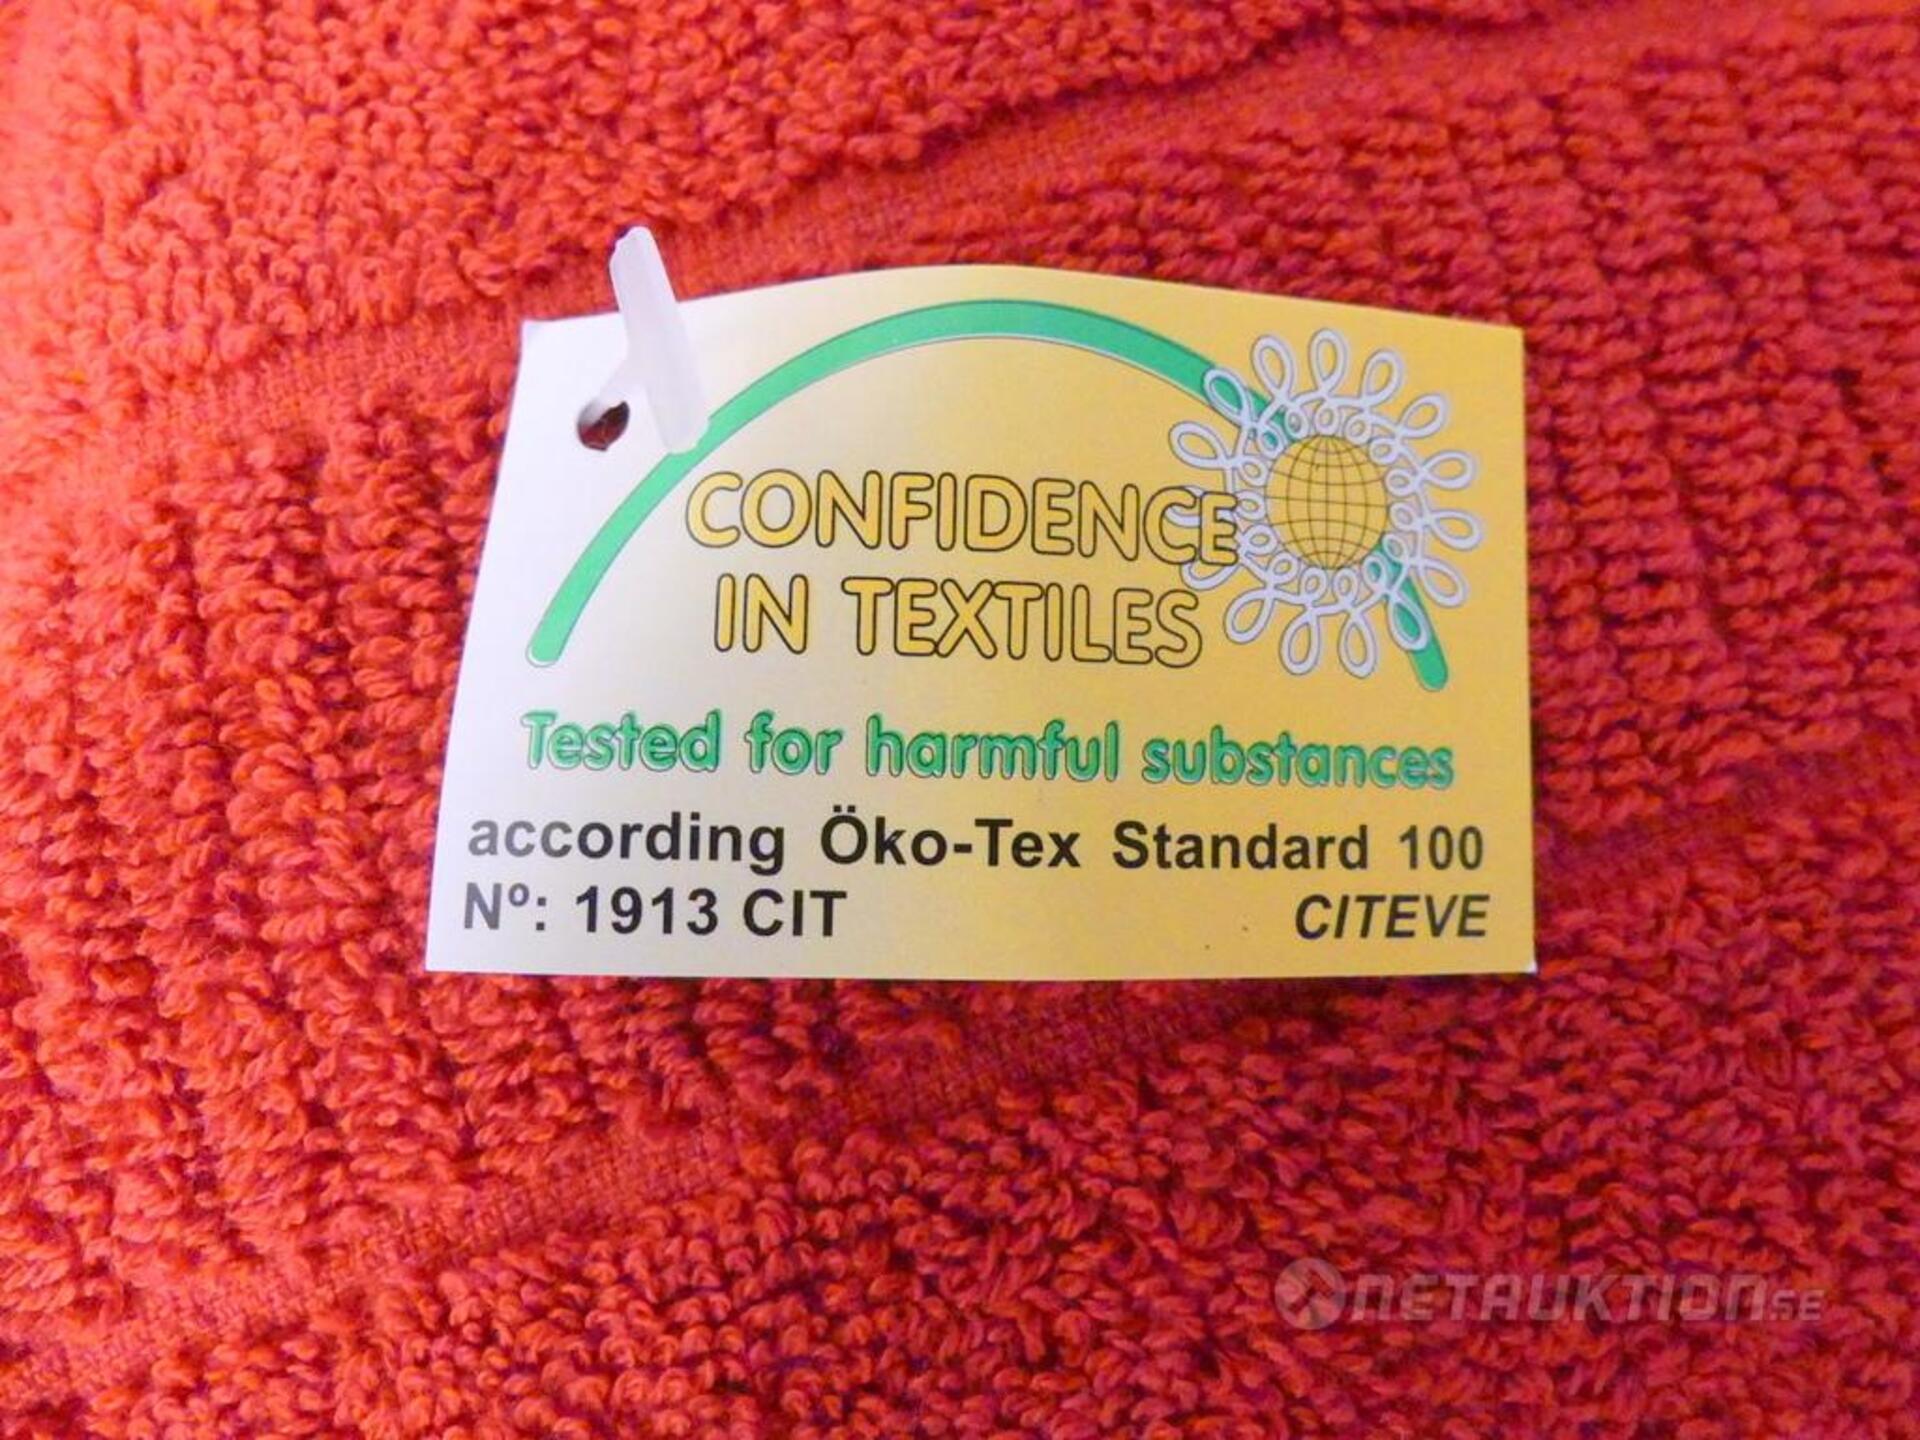 CONFIDENCE
IN TEXTILES
Tested for harmful substances
according Öko-Tex Standard 100
Nº: 1913 CIT CITEVE
NETAUKTION.SE